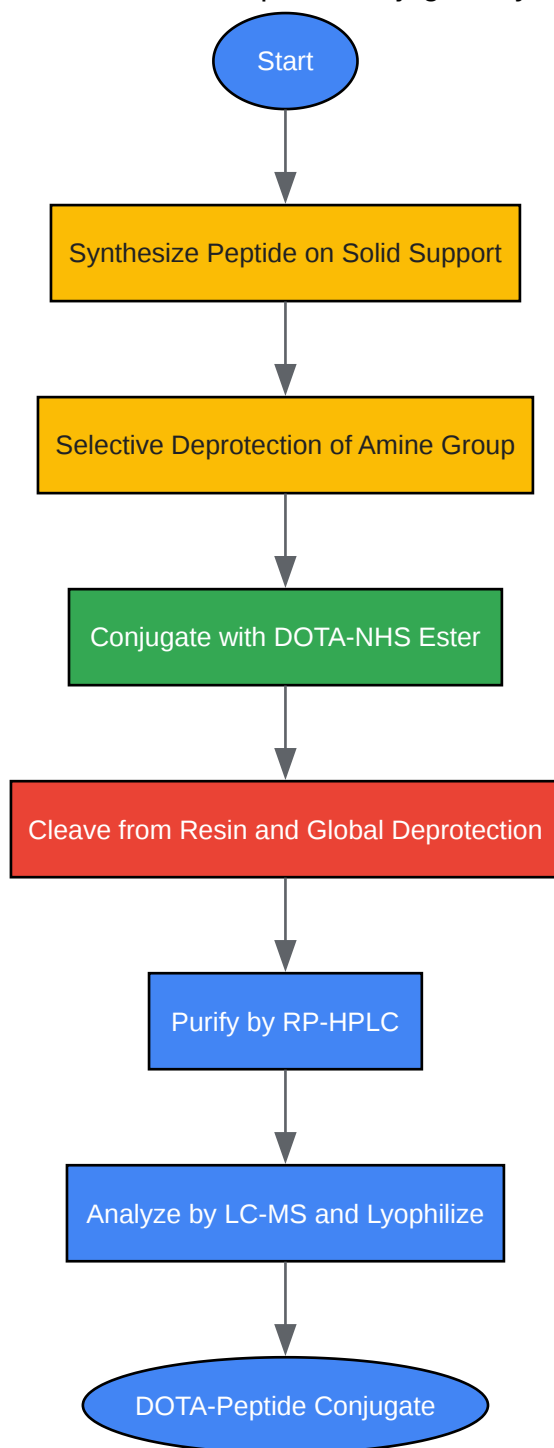 Start
Synthesize Peptide on Solid Support
Selective Deprotection of Amine Group
Conjugate with DOTA-NHS Ester
Cleave from Resin and Global Deprotection
Purify by RP-HPLC
Analyze by LC-MS and Lyophilize
DOTA-Peptide Conjugate